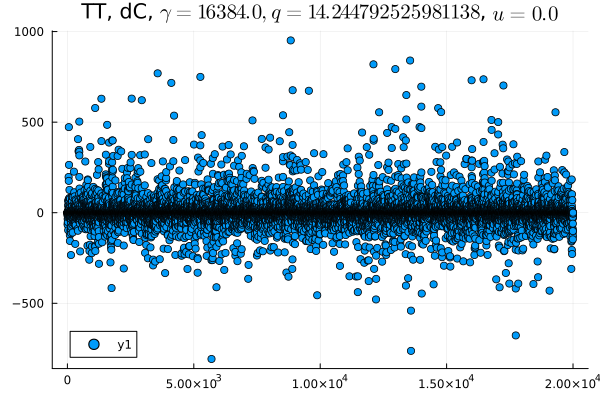 TT, dC, γ = 16384.0, q = 14.244792525981138, u = 0.0
1000
500
0
−500
y1
0 5.00×10³ 1.00×10⁴ 1.50×10⁴ 2.00×10⁴